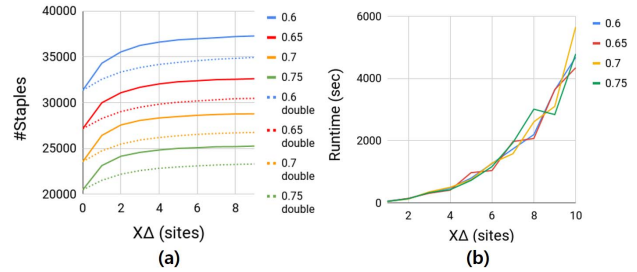 (a)
(b)
#Staples
40000
35000
30000
25000
20000
0
2
4
6
8
XΔ (sites)
0.6
0.65
0.7
0.75
0.6
double
0.65
double
0.7
double
0.75
double
(a)
Runtime (sec)
6000
4000
2000
0
2
4
6
8
10
XΔ (sites)
0.6
0.65
0.7
0.75
(b)